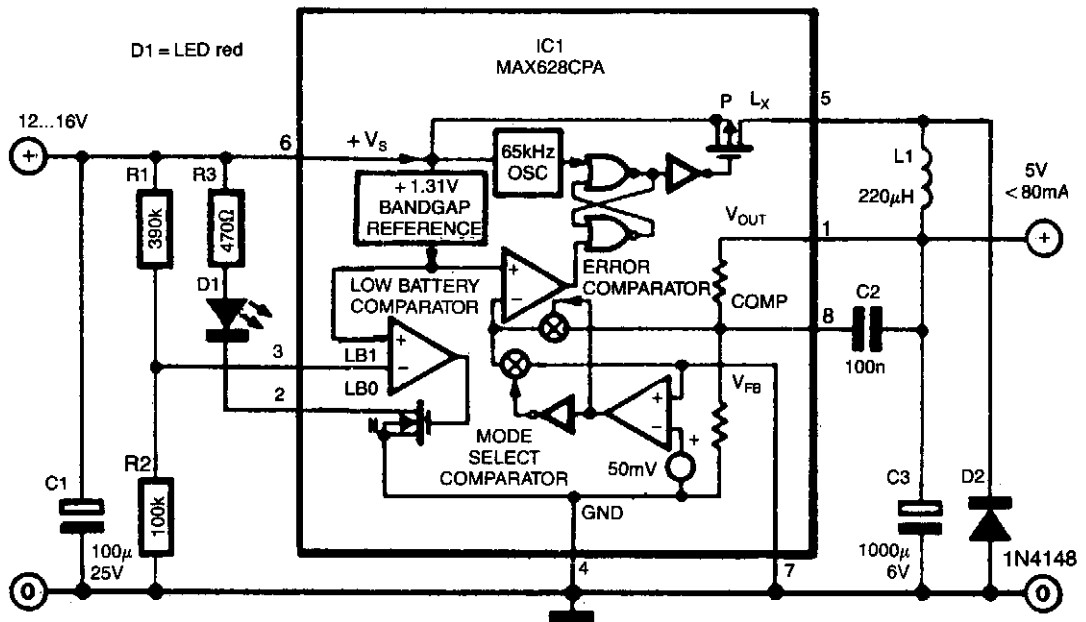 D1 = LED red
IC1
MAX628CPA
12...16V
+
6
+ VS
65kHz
OSC
P
LX
5
R1
390k
R3
470Ω
D1
+ 1.31V
BANDGAP
REFERENCE
L1
220µH
5V
< 80mA
+
VOUT
1
LOW BATTERY
COMPARATOR
+
−
ERROR
COMPARATOR
COMP
8
C2
100n
3
LB1
LB0
2
+
−
N
VFB
+
−
MODE
SELECT
COMPARATOR
50mV
+
R2
100k
C1
100µ
25V
GND
4
7
C3
1000µ
6V
D2
1N4148
0
0